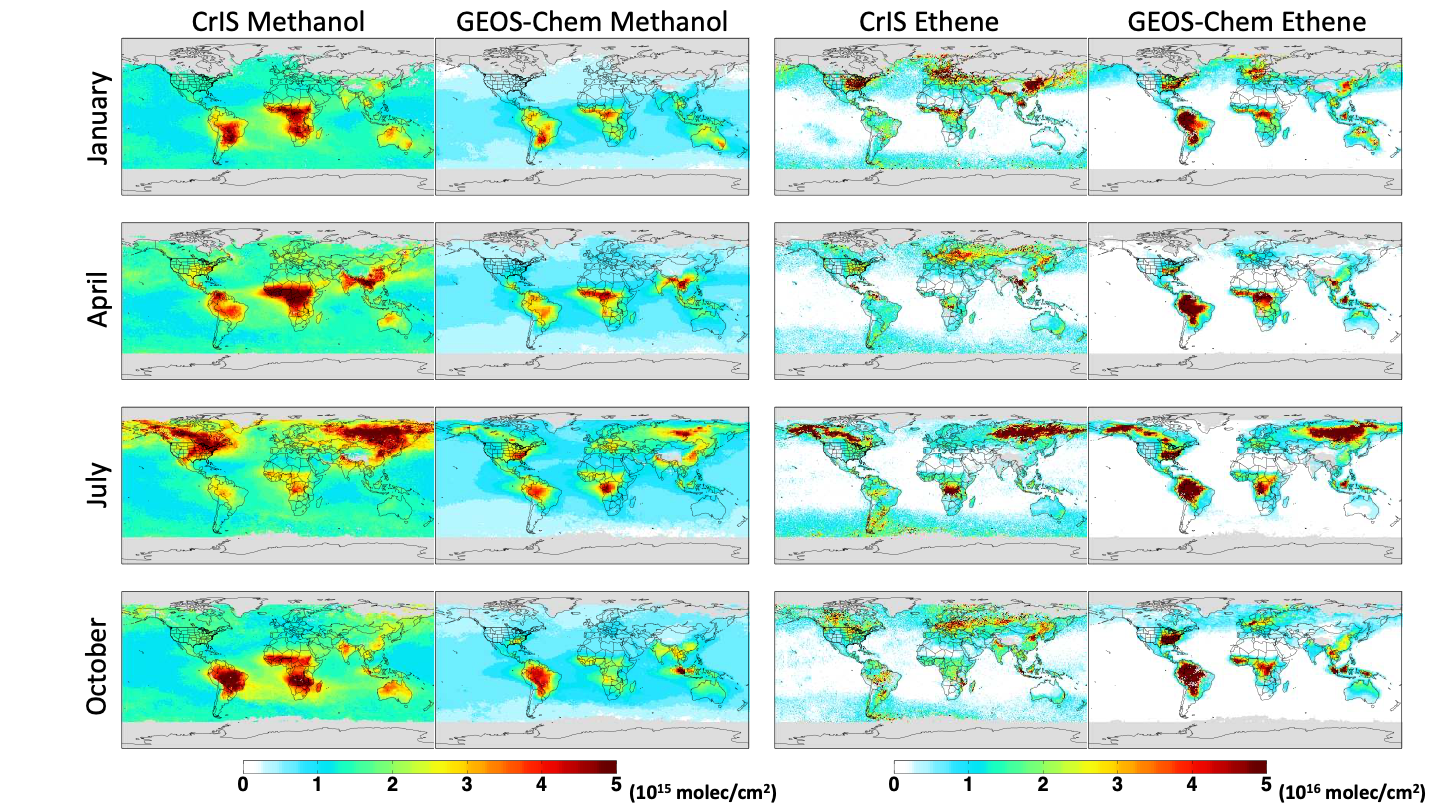 CrIS Methanol GEOS-Chem Methanol CrIS Ethene GEOS-Chem Ethene
January
April
July
October
0 1 2 3 4 5 (10¹⁵ molec/cm²) 0 1 2 3 4 5 (10¹⁶ molec/cm²)